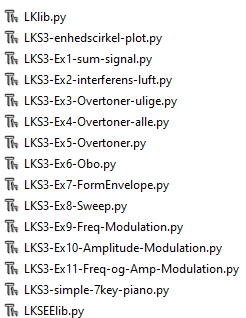 LKlib.py
LKS3-enhedscirkel-plot.py
LKS3-Ex1-sum-signal.py
LKS3-Ex2-interferens-luft.py
LKS3-Ex3-Overtoner-ulige.py
LKS3-Ex4-Overtoner-alle.py
LKS3-Ex5-Overtoner.py
LKS3-Ex6-Obo.py
LKS3-Ex7-FormEnvelope.py
LKS3-Ex8-Sweep.py
LKS3-Ex9-Freq-Modulation.py
LKS3-Ex10-Amplitude-Modulation.py
LKS3-Ex11-Freq-og-Amp-Modulation.py
LKS3-simple-7key-piano.py
LKSEElib.py